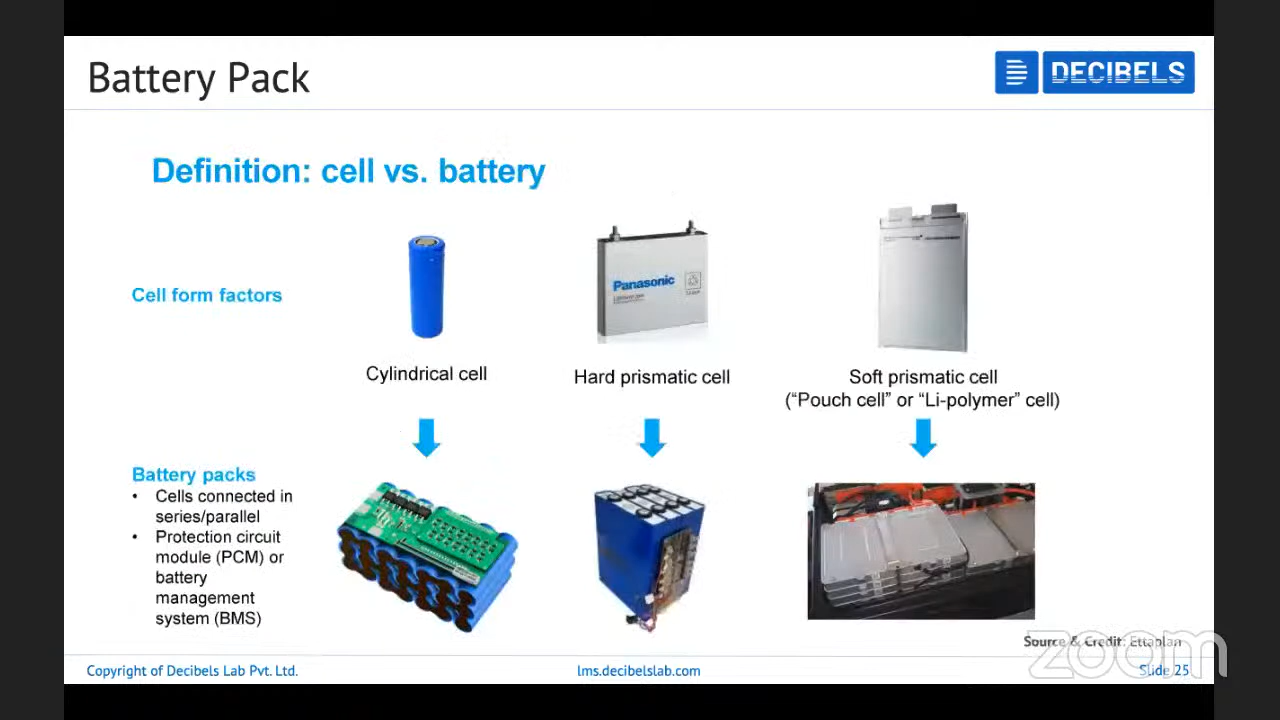 Battery Pack
DECIBELS
Definition: cell vs. battery
Cell form factors
Panasonic
Cylindrical cell
Hard prismatic cell
Soft prismatic cell
(“Pouch cell” or “Li-polymer” cell)
Battery packs
• Cells connected in
series/parallel
• Protection circuit
module (PCM) or
battery
management
system (BMS)
Source & Credit: Ettaplan
zoom
Copyright of Decibels Lab Pvt. Ltd.
lms.decibelslab.com
Slide 25